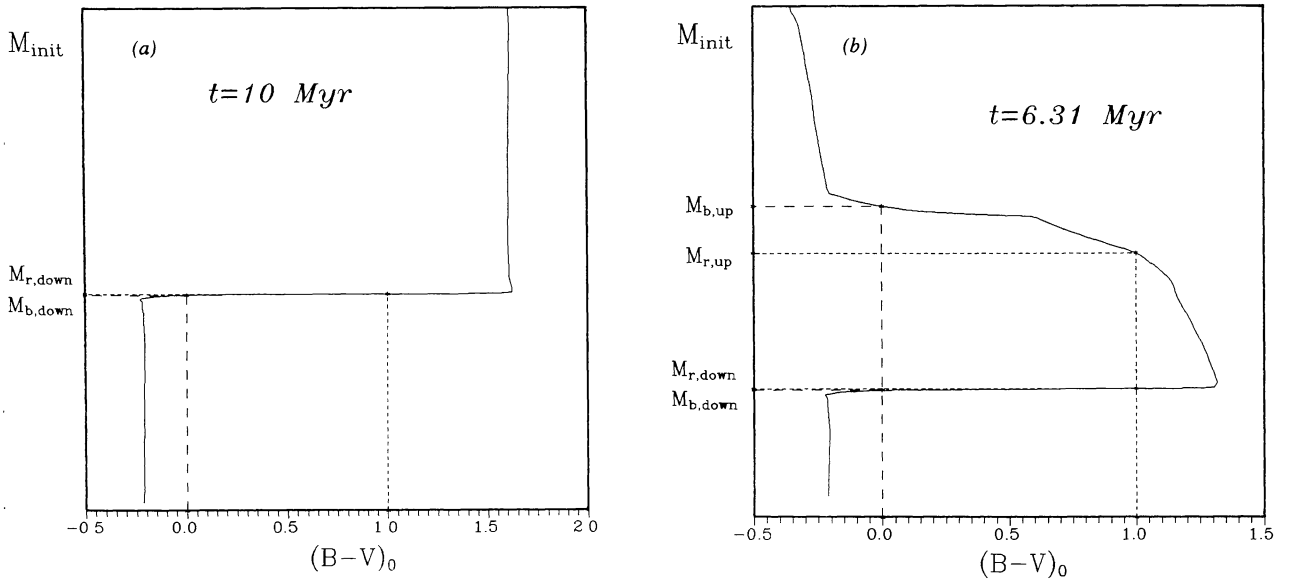 M_init
(a)
t=10 Myr
M_r,down
M_b,down
-0 5
0.0
0.5
1 0
1.5
2 0
(B-V)_0
M_init
(b)
t=6.31 Myr
M_b,up
M_r,up
M_r,down
M_b,down
-0.5
0.0
0.5
1.0
1.5
(B-V)_0